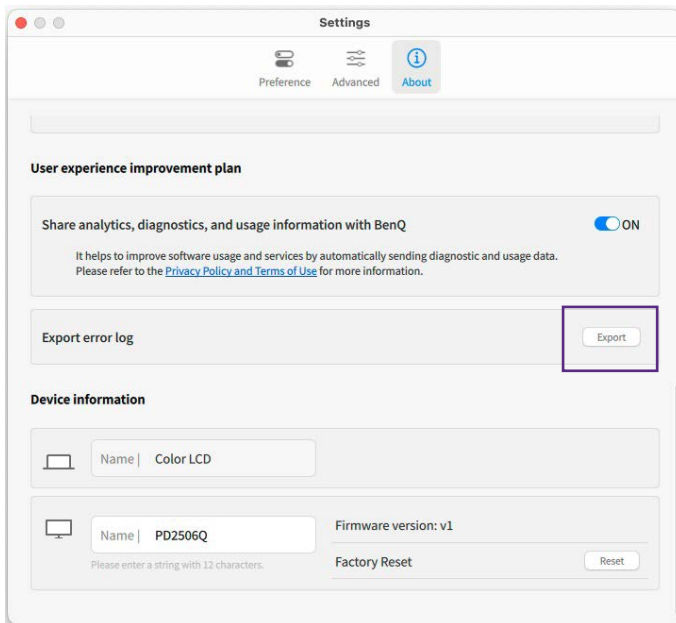 Settings
Preference Advanced About
User experience improvement plan
Share analytics, diagnostics, and usage information with BenQ ON
It helps to improve software usage and services by automatically sending diagnostic and usage data.
Please refer to the Privacy Policy and Terms of Use for more information.
Export error log Export
Device information
Name | Color LCD
Name | PD2506Q
Please enter a string with 12 characters.
Firmware version: v1
Factory Reset Reset